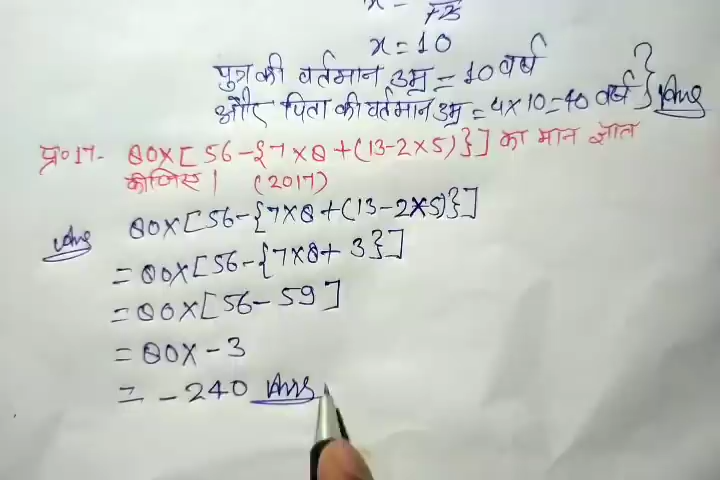 x = 
x = 10
पुत्र की वर्तमान उम्र = 10 वर्ष
और पिता की वर्तमान उम्र = 4 × 10 = 40 वर्ष } Ans
प्र०17- 80×[56-{7×8+(13-2×5)}] का मान ज्ञात
कीजिए। (2017)
Ans 80×[56-{7×8+(13-2×5)}]
= 80×[56-{7×8+3}]
= 80×[56-59]
= 80×-3
= -240 Ans